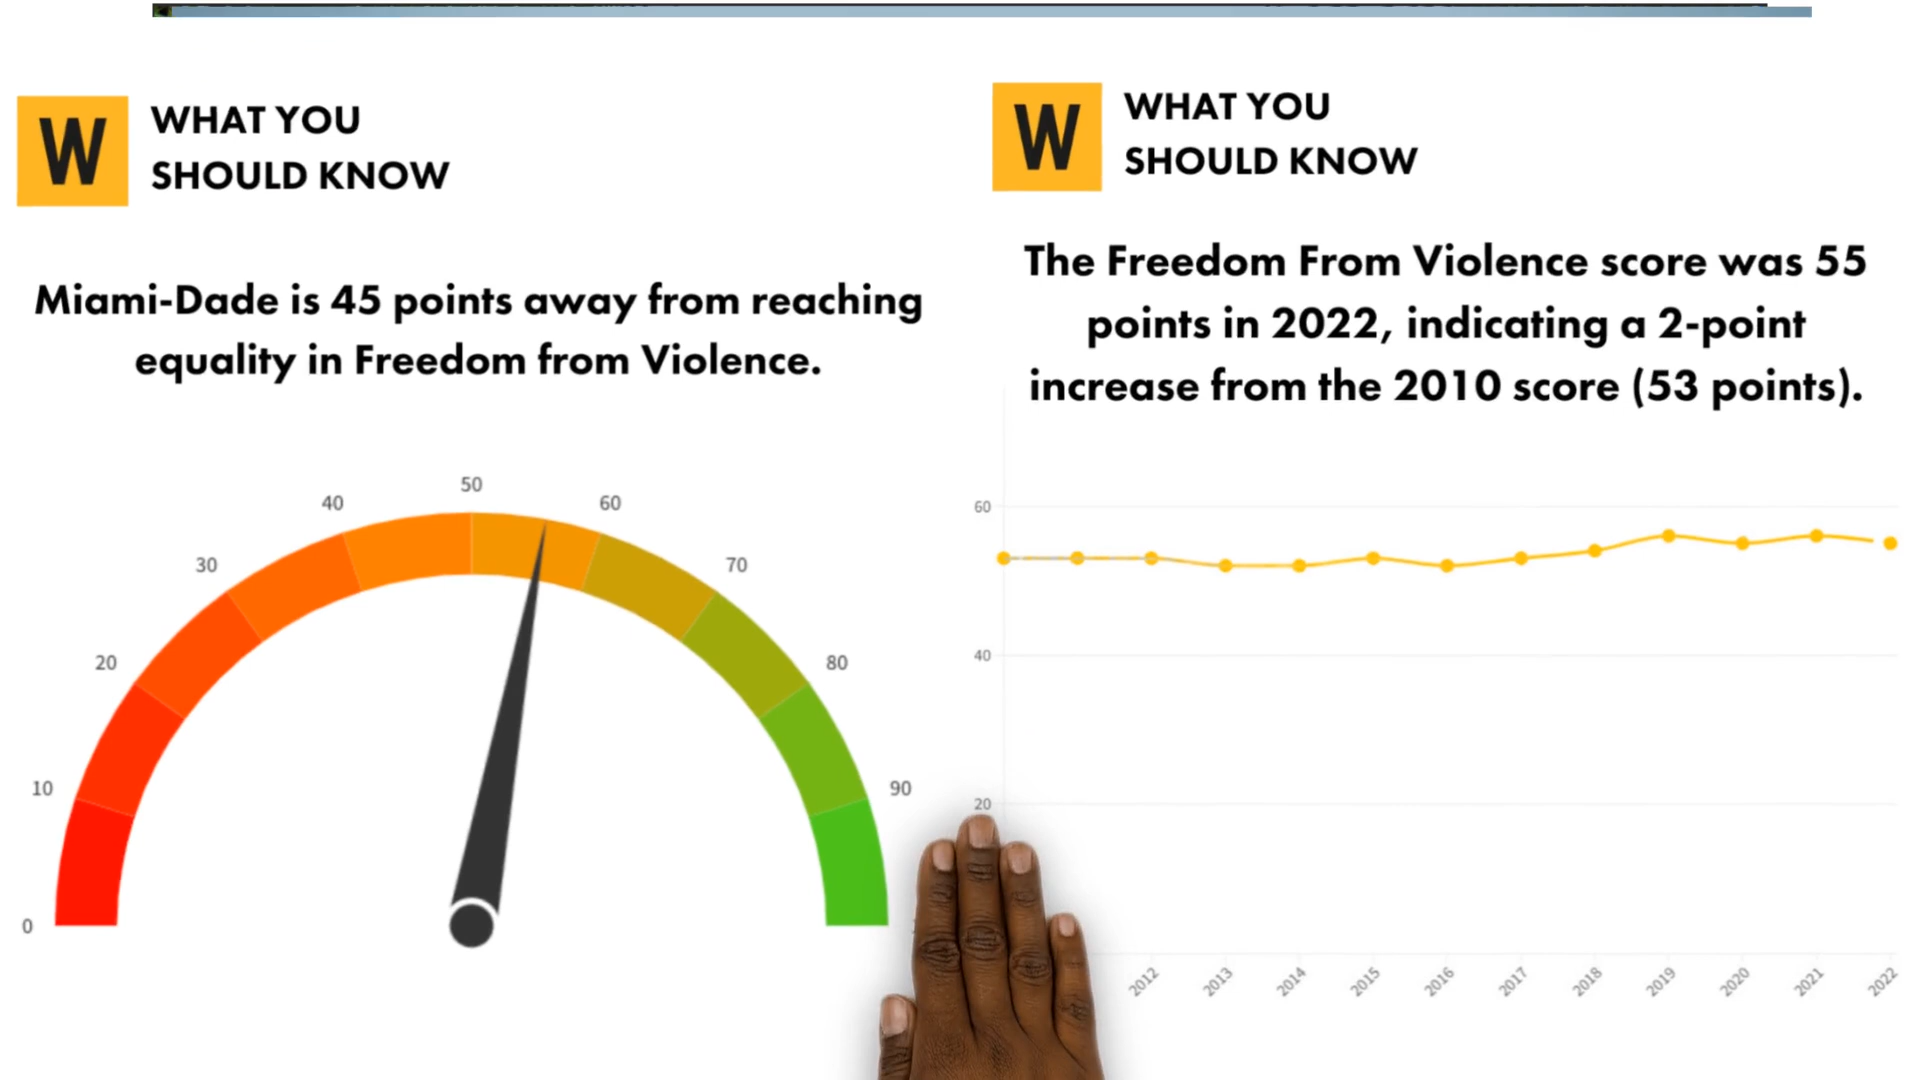 W
WHAT YOU
SHOULD KNOW
Miami-Dade is 45 points away from reaching
equality in Freedom from Violence.
0
10
20
30
40
50
60
70
80
90
W
WHAT YOU
SHOULD KNOW
The Freedom From Violence score was 55
points in 2022, indicating a 2-point
increase from the 2010 score (53 points).
60
40
20
2012
2013
2014
2015
2016
2017
2018
2019
2020
2021
2022